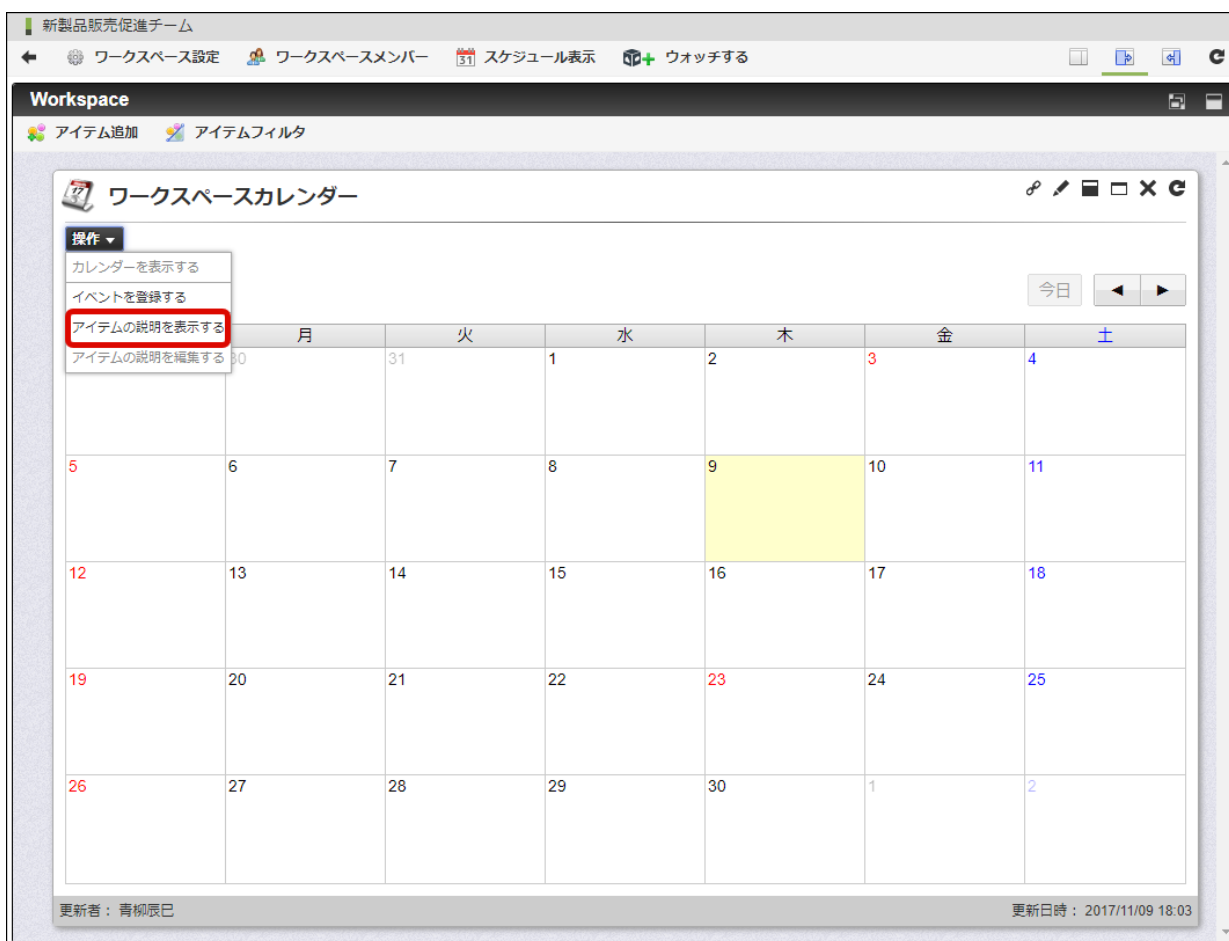 新製品販売促進チーム
ワークスペース設定 ワークスペースメンバー 31 スケジュール表示 ウォッチする
Workspace
アイテム追加 アイテムフィルタ
17 ワークスペースカレンダー
操作 ▼
カレンダーを表示する
イベントを登録する
アイテムの説明を表示する
アイテムの説明を編集する
今日 ◀ ▶
月 火 水 木 金 土
30 31 1 2 3 4
5 6 7 8 9 10 11
12 13 14 15 16 17 18
19 20 21 22 23 24 25
26 27 28 29 30 1 2
更新者： 青柳辰巳 更新日時： 2017/11/09 18:03